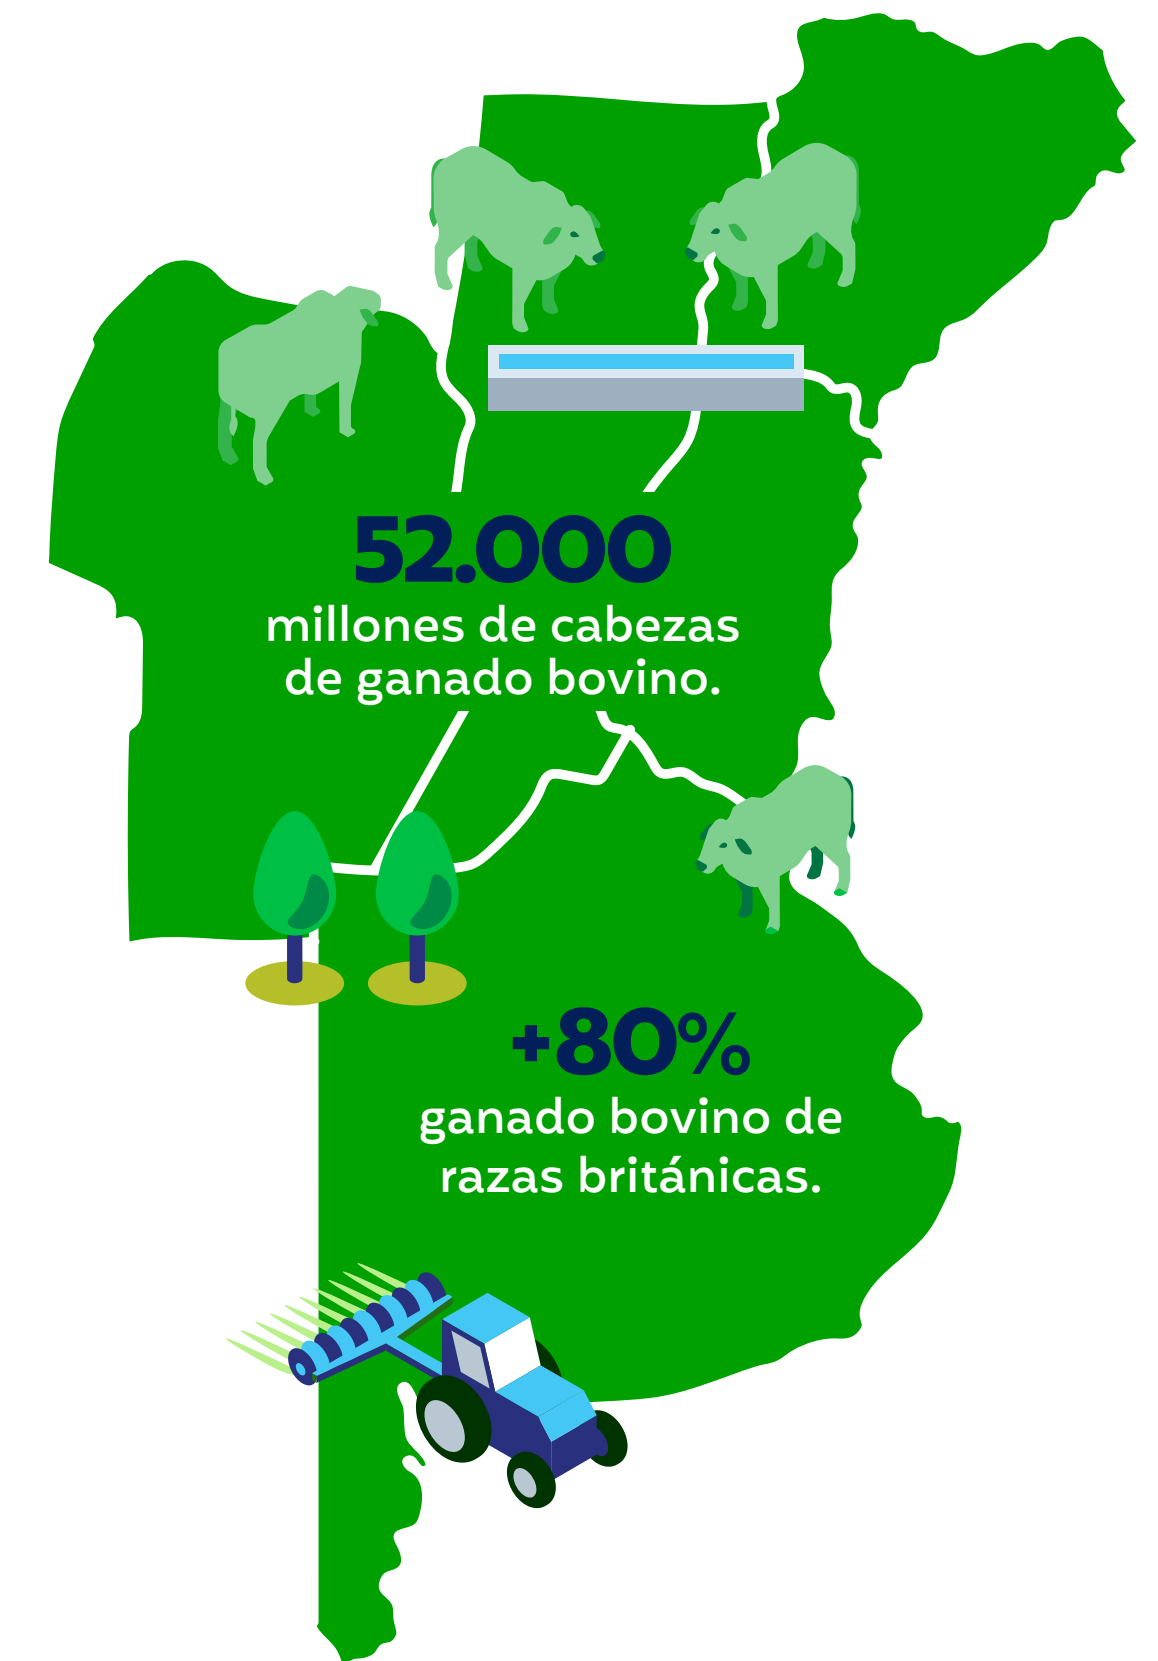 52.000
millones de cabezas
de ganado bovino.
+80%
ganado bovino de
razas británicas.